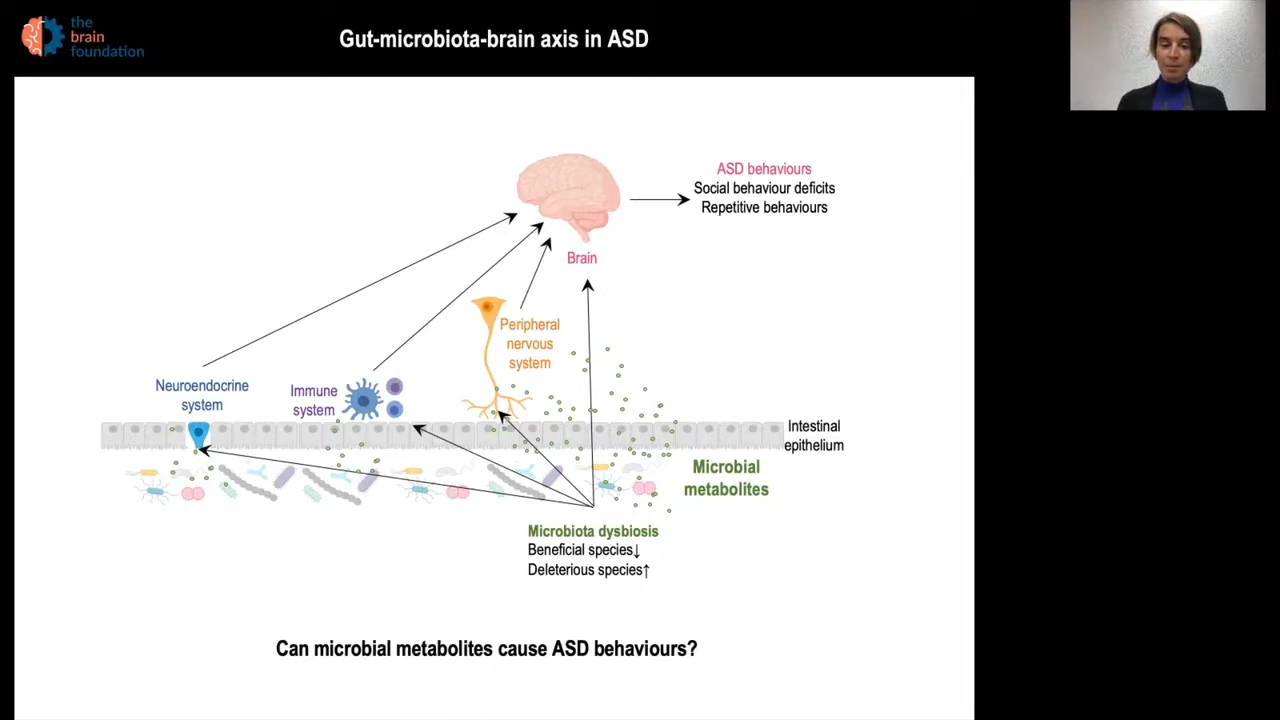 the
brain
foundation
Gut-microbiota-brain axis in ASD
ASD behaviours
Social behaviour deficits
Repetitive behaviours
Brain
Peripheral
nervous
system
Neuroendocrine
system
Immune
system
Intestinal
epithelium
Microbial
metabolites
Microbiota dysbiosis
Beneficial species↓
Deleterious species↑
Can microbial metabolites cause ASD behaviours?